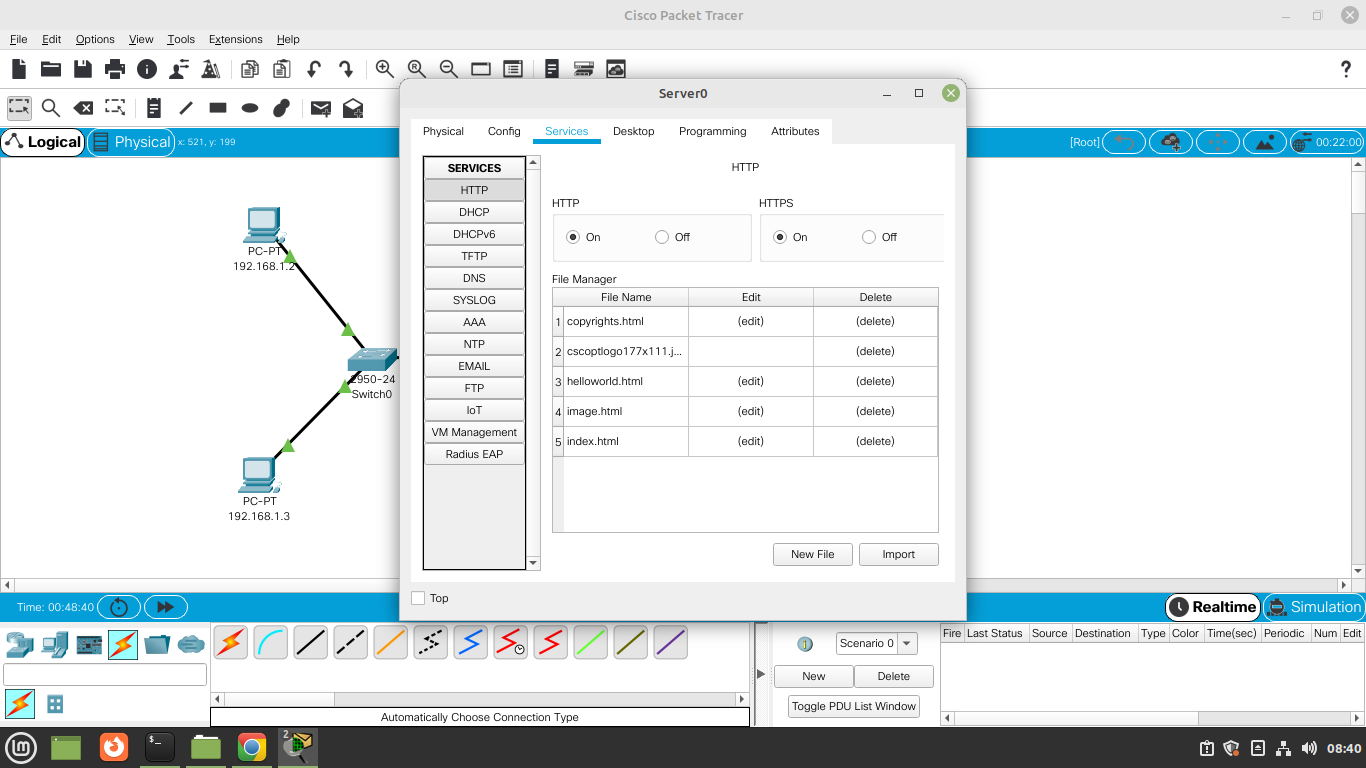 Cisco Packet Tracer
File Edit Options View Tools Extensions Help
Server0
Physical Config Services Desktop Programming Attributes
Logical
Physical
x: 521, y: 199
[Root]
00:22:00
SERVICES
HTTP
DHCP
DHCPv6
TFTP
DNS
SYSLOG
AAA
NTP
EMAIL
FTP
IoT
VM Management
Radius EAP
HTTP
HTTP
On Off
HTTPS
On Off
File Manager
File Name Edit Delete
1 copyrights.html (edit) (delete)
2 cscoptlogo177x111.j... (delete)
3 helloworld.html (edit) (delete)
4 image.html (edit) (delete)
5 index.html (edit) (delete)
New File Import
Top
PC-PT
192.168.1.2
2950-24
Switch0
PC-PT
192.168.1.3
Time: 00:48:40
Realtime
Simulation
Automatically Choose Connection Type
1
Scenario 0
New Delete
Toggle PDU List Window
Fire Last Status Source Destination Type Color Time(sec) Periodic Num Edit
2
08:40